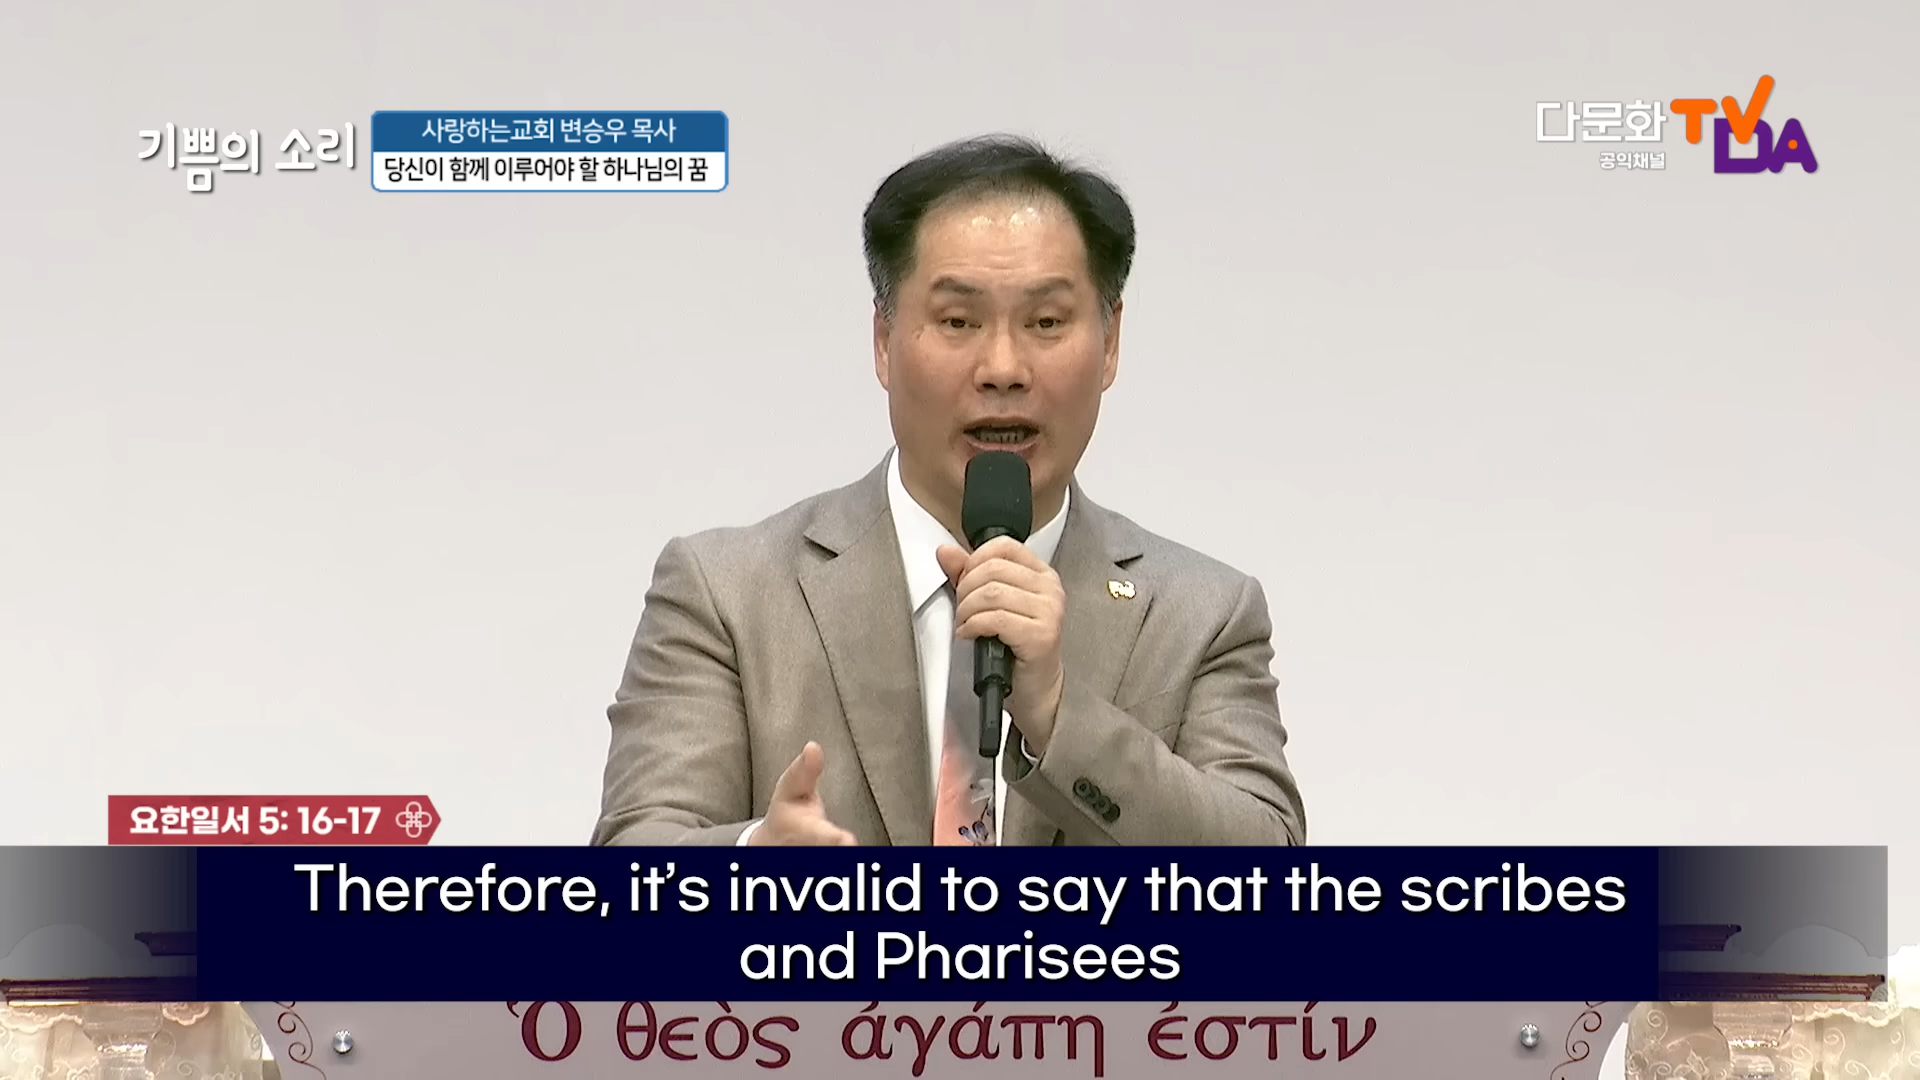 기쁨의 소리
사랑하는교회 변승우 목사
당신이 함께 이루어야 할 하나님의 꿈
다문화 TV DA
공익채널
요한일서 5: 16-17
Therefore, it's invalid to say that the scribes
and Pharisees
Ὁ θεὸς ἀγάπη ἐστίν